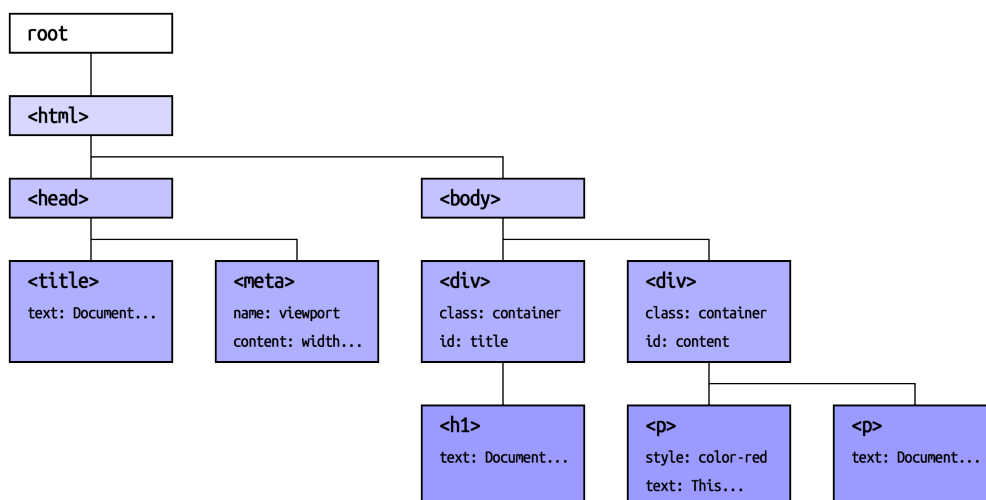 root
<html>
<head>
<body>
<title>
text: Document...
<meta>
name: viewport
content: width...
<div>
class: container
id: title
<div>
class: container
id: content
<h1>
text: Document...
<p>
style: color-red
text: This...
<p>
text: Document...